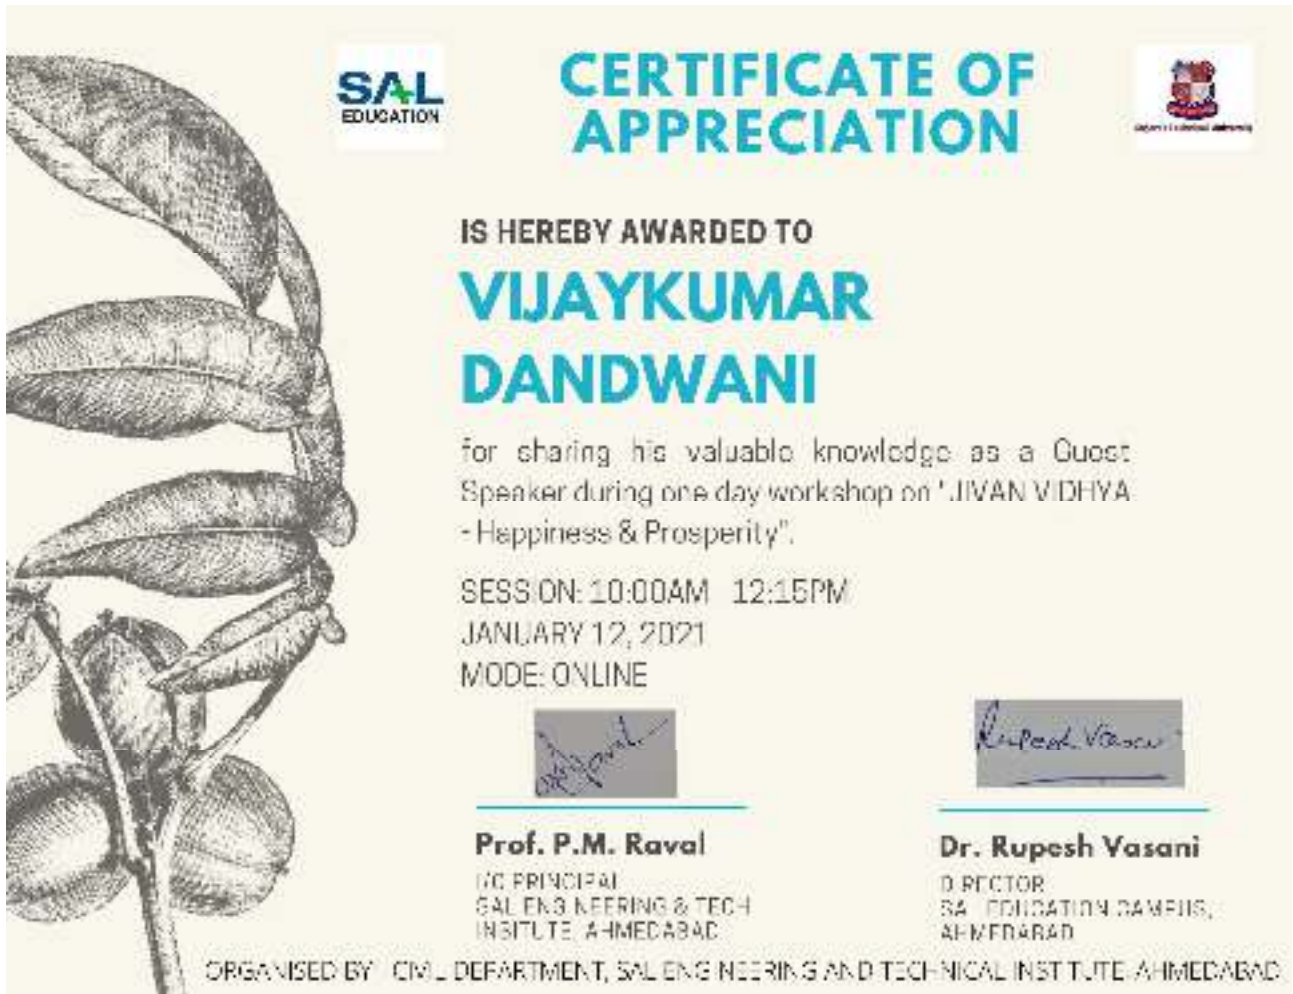 SAL
EDUCATION
CERTIFICATE OF
APPRECIATION
IS HEREBY AWARDED TO
VIJAYKUMAR
DANDWANI
for sharing his valuable knowledge as a Guest
Speaker during one day workshop on "JIVAN VIDHYA
- Happiness & Prosperity".
SESSION: 10:00AM 12:15PM
JANUARY 12, 2021
MODE: ONLINE
Rupesh Vasani
Prof. P.M. Raval
I/C PRINCIPAL
SAL ENGINEERING & TECH
INSITUTE, AHMEDABAD
Dr. Rupesh Vasani
DIRECTOR
SAL EDUCATION CAMPUS,
AHMEDABAD
ORGANISED BY CIVIL DEPARTMENT, SAL ENGINEERING AND TECHNICAL INSTITUTE, AHMEDABAD